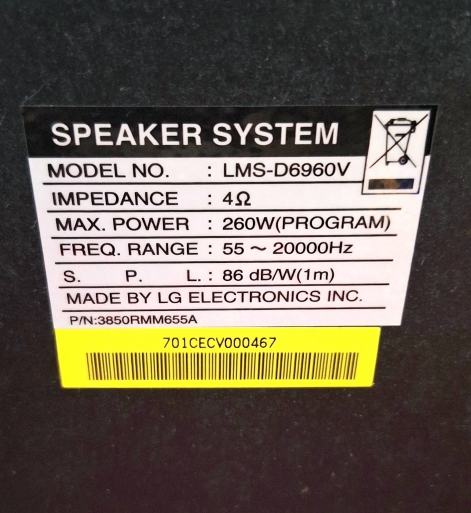 SPEAKER SYSTEM
MODEL NO. : LMS-D6960V
IMPEDANCE : 4Ω
MAX. POWER : 260W(PROGRAM)
FREQ. RANGE : 55 ~ 20000Hz
S. P. L. : 86 dB/W(1m)
MADE BY LG ELECTRONICS INC.
P/N:3850RMM655A
701CECV000467